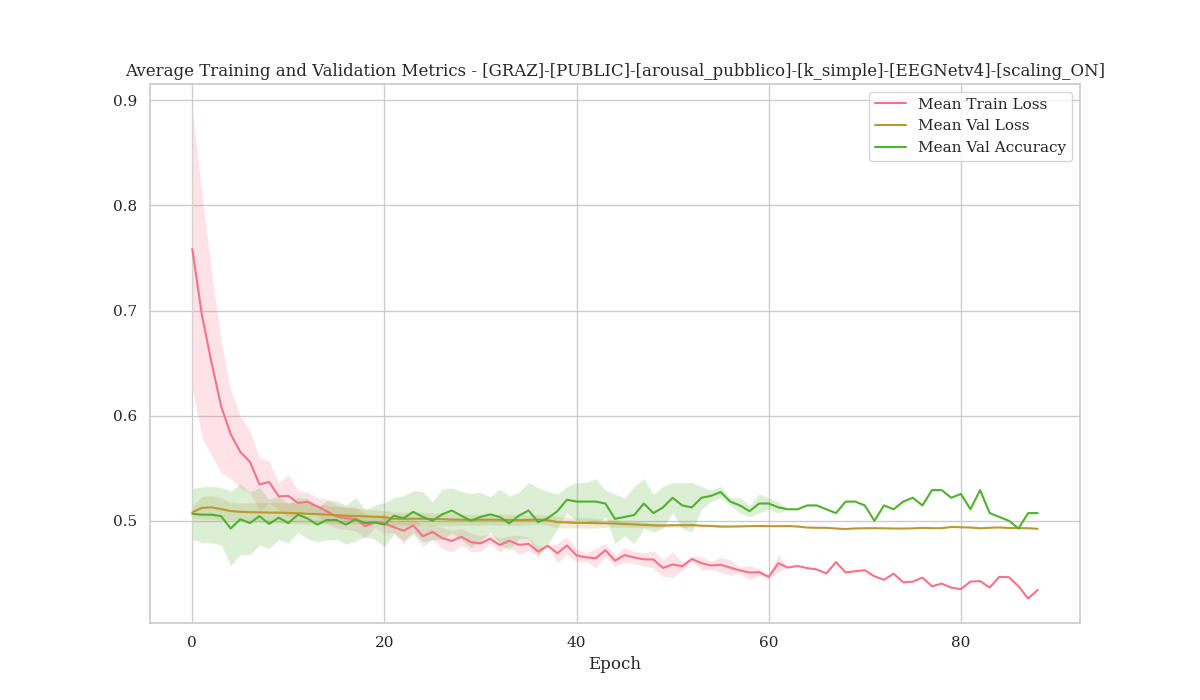 Average Training and Validation Metrics - [GRAZ]-[PUBLIC]-[arousal_pubblico]-[k_simple]-[EEGNetv4]-[scaling_ON]
Mean Train Loss
Mean Val Loss
Mean Val Accuracy
0.9
0.8
0.7
0.6
0.5
0 20 40 60 80
Epoch